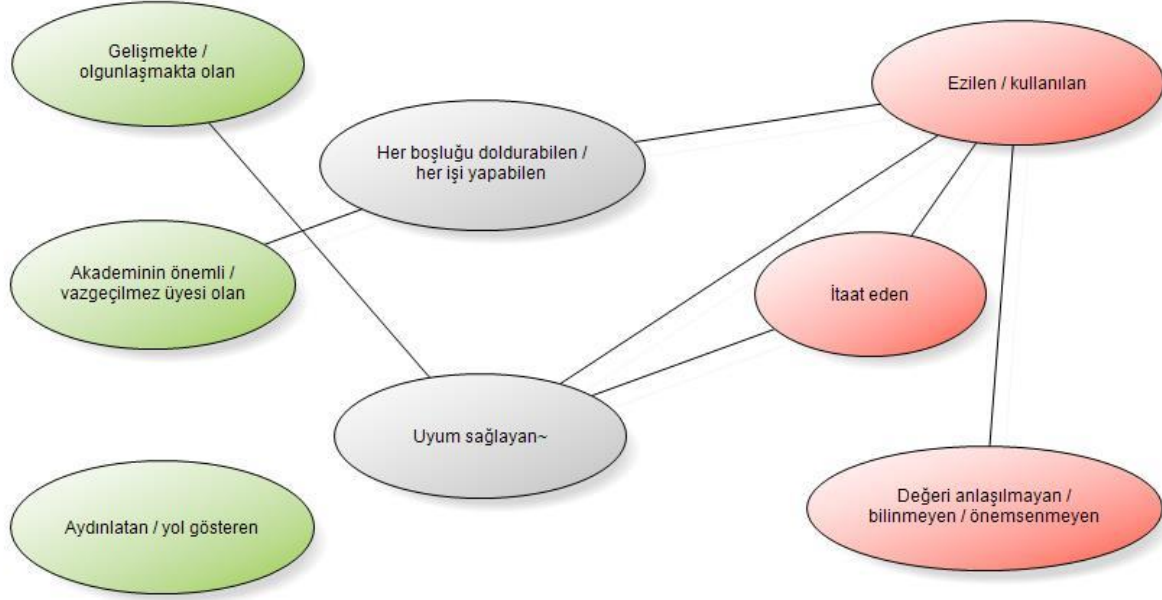 Gelişmekte /
olgunlaşmakta olan
Ezilen / kullanılan
Her boşluğu doldurabilen /
her işi yapabilen
Akademinin önemli /
vazgeçilmez üyesi olan
İtaat eden
Uyum sağlayan~
Aydınlatan / yol gösteren
Değeri anlaşılmayan /
bilinmeyen / önemsenmeyen